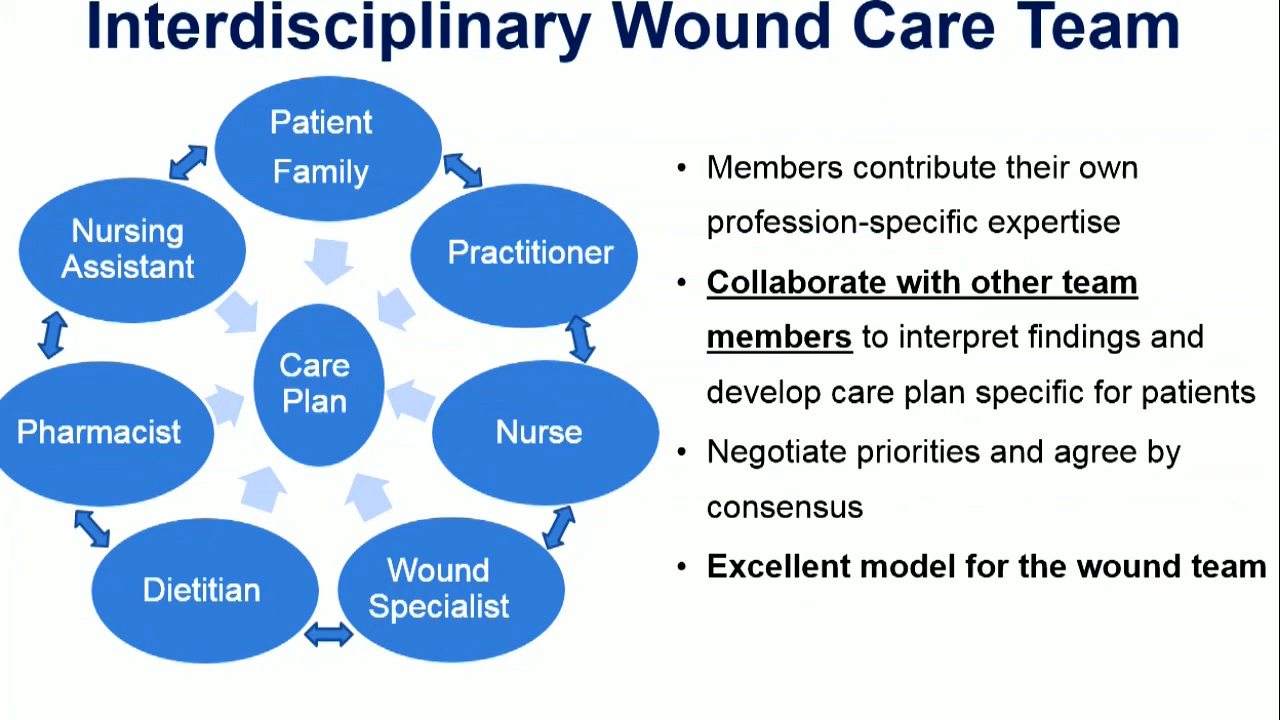 Interdisciplinary Wound Care Team
Patient
Family
Practitioner
Nurse
Wound
Specialist
Dietitian
Pharmacist
Nursing
Assistant
Care
Plan
• Members contribute their own
profession-specific expertise
• Collaborate with other team
members to interpret findings and
develop care plan specific for patients
• Negotiate priorities and agree by
consensus
• Excellent model for the wound team